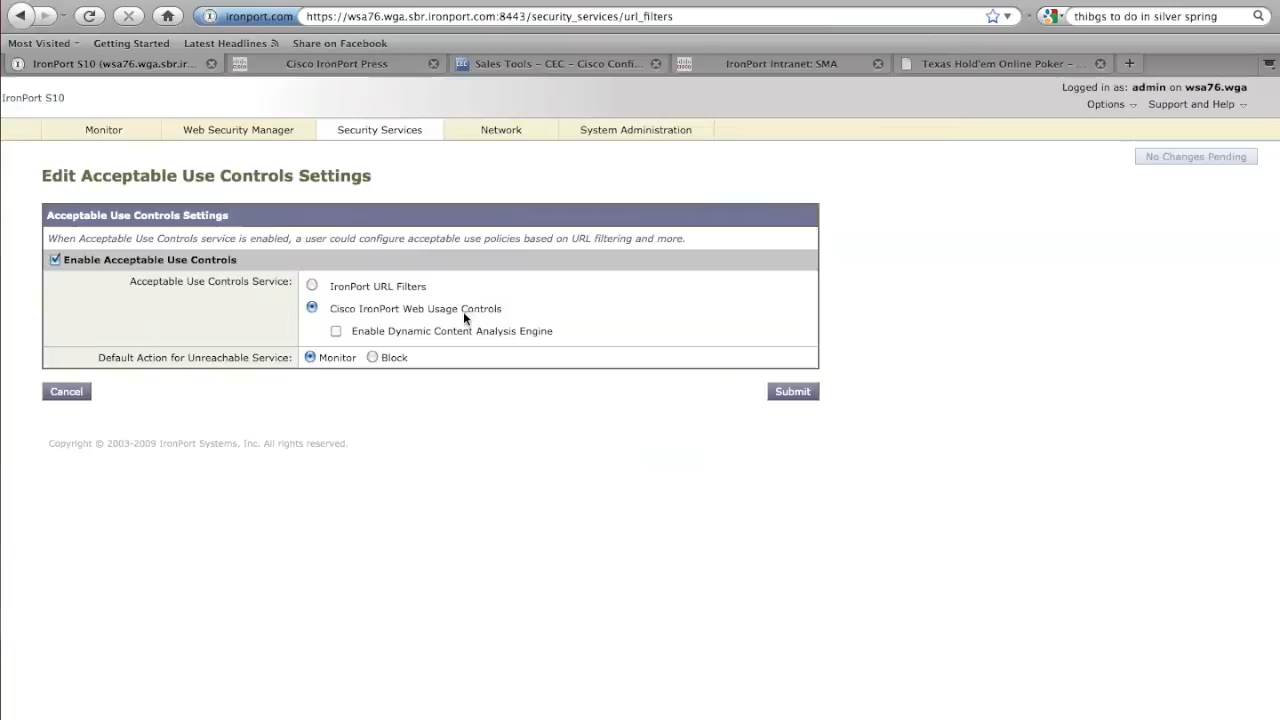 ironport.com https://wsa76.wga.sbr.ironport.com:8443/security_services/url_filters thibgs to do in silver spring
Most Visited Getting Started Latest Headlines Share on Facebook
IronPort S10 (wsa76.wga.sbr.ir... Cisco IronPort Press Sales Tools – CEC – Cisco Confi... IronPort Intranet: SMA Texas Hold'em Online Poker – ... +
Logged in as: admin on wsa76.wga
IronPort S10
Options Support and Help
Monitor Web Security Manager Security Services Network System Administration
No Changes Pending
Edit Acceptable Use Controls Settings
Acceptable Use Controls Settings
When Acceptable Use Controls service is enabled, a user could configure acceptable use policies based on URL filtering and more.
Enable Acceptable Use Controls
Acceptable Use Controls Service: IronPort URL Filters
Cisco IronPort Web Usage Controls
Enable Dynamic Content Analysis Engine
Default Action for Unreachable Service: Monitor Block
Cancel Submit
Copyright © 2003-2009 IronPort Systems, Inc. All rights reserved.